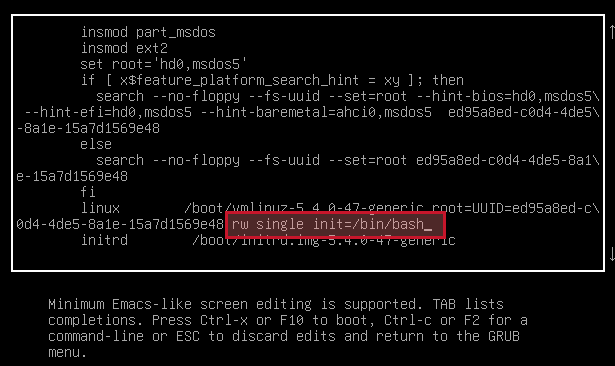 insmod part_msdos
insmod ext2
set root='hd0,msdos5'
if [ x$feature_platform_search_hint = xy ]; then
search --no-floppy --fs-uuid --set=root --hint-bios=hd0,msdos5\
--hint-efi=hd0,msdos5 --hint-baremetal=ahci0,msdos5 ed95a8ed-c0d4-4de5\
-8a1e-15a7d1569e48
else
search --no-floppy --fs-uuid --set=root ed95a8ed-c0d4-4de5-8a1\
e-15a7d1569e48
fi
linux /boot/vmlinuz-5.4.0-47-generic root=UUID=ed95a8ed-c\
0d4-4de5-8a1e-15a7d1569e48 rw single init=/bin/bash_
initrd /boot/initrd.img-5.4.0-47-generic
Minimum Emacs-like screen editing is supported. TAB lists
completions. Press Ctrl-x or F10 to boot, Ctrl-c or F2 for a
command-line or ESC to discard edits and return to the GRUB
menu.